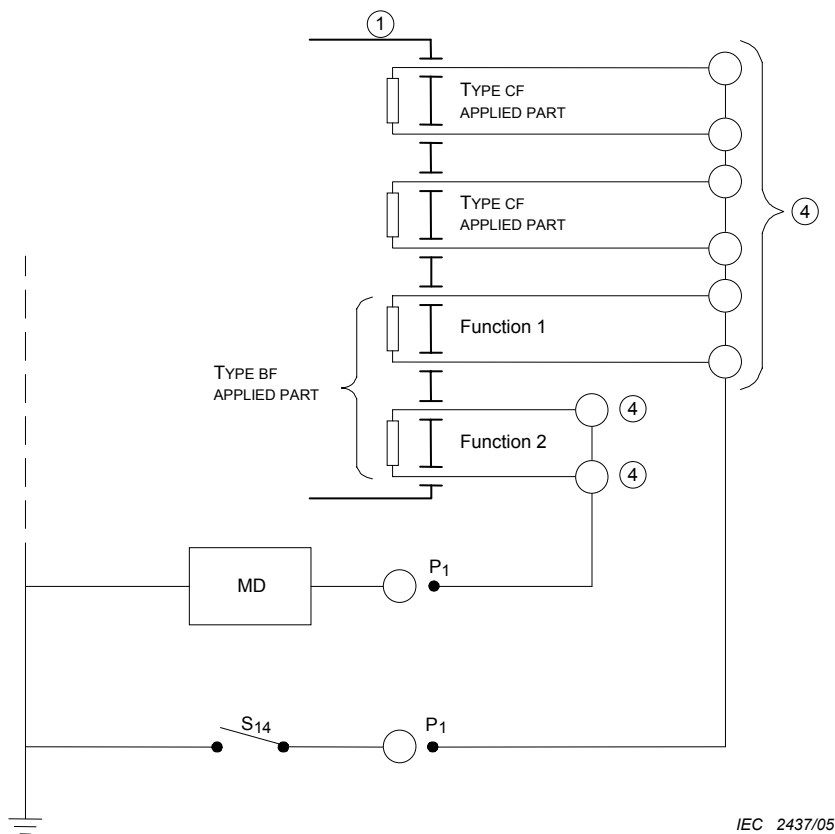 1
TYPE CF
APPLIED PART
TYPE CF
APPLIED PART
4
Function 1
TYPE BF
APPLIED PART
4
Function 2
4
P1
MD
S14
P1
IEC 2437/05